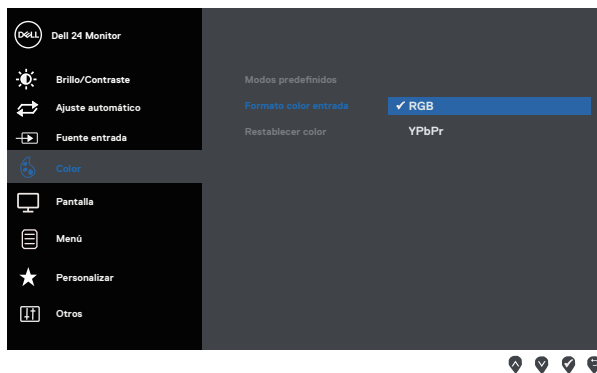 DELL
Dell 24 Monitor
Brillo/Contraste
Ajuste automático
Fuente entrada
Color
Pantalla
Menú
Personalizar
Otros
Modos predefinidos
Formato color entrada
Restablecer color
RGB
YPbPr